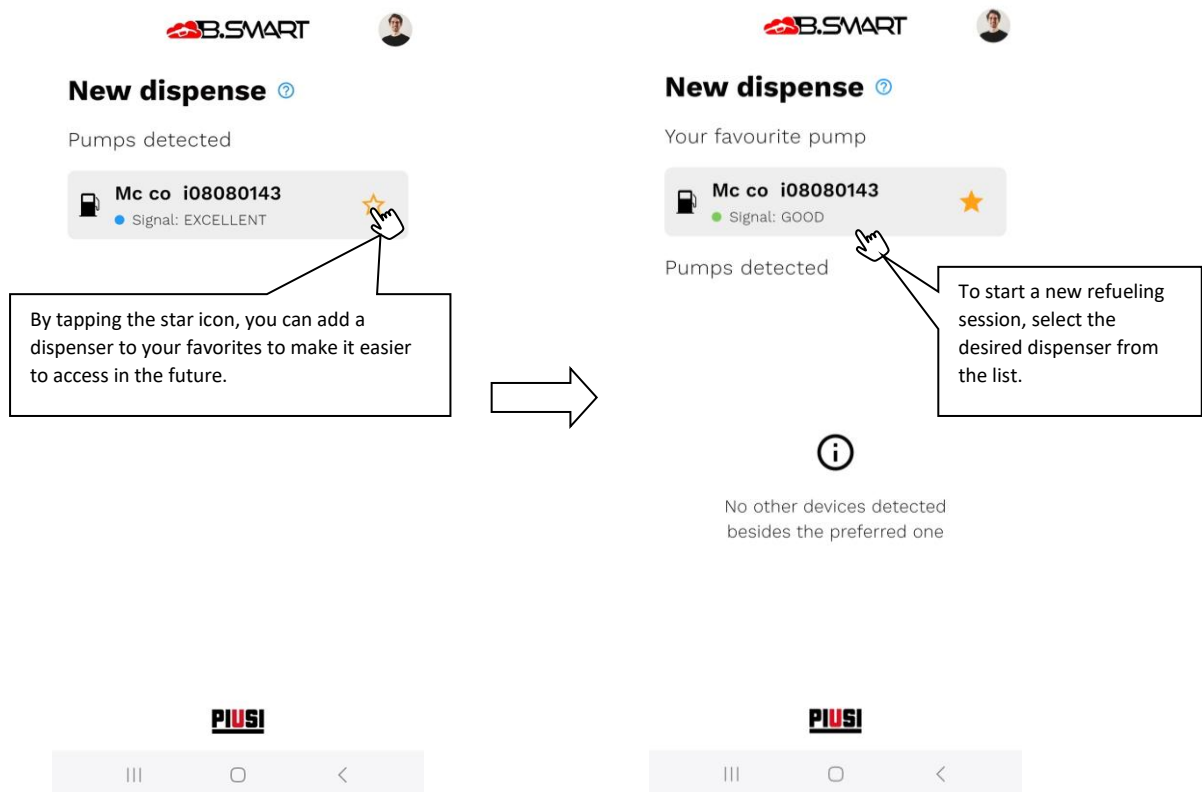 B.SMART
New dispense
Pumps detected
Mc co i08080143
Signal: EXCELLENT
By tapping the star icon, you can add a
dispenser to your favorites to make it easier
to access in the future.
PIUSI
B.SMART
New dispense
Your favourite pump
Mc co i08080143
Signal: GOOD
Pumps detected
To start a new refueling
session, select the
desired dispenser from
the list.
No other devices detected
besides the preferred one
PIUSI